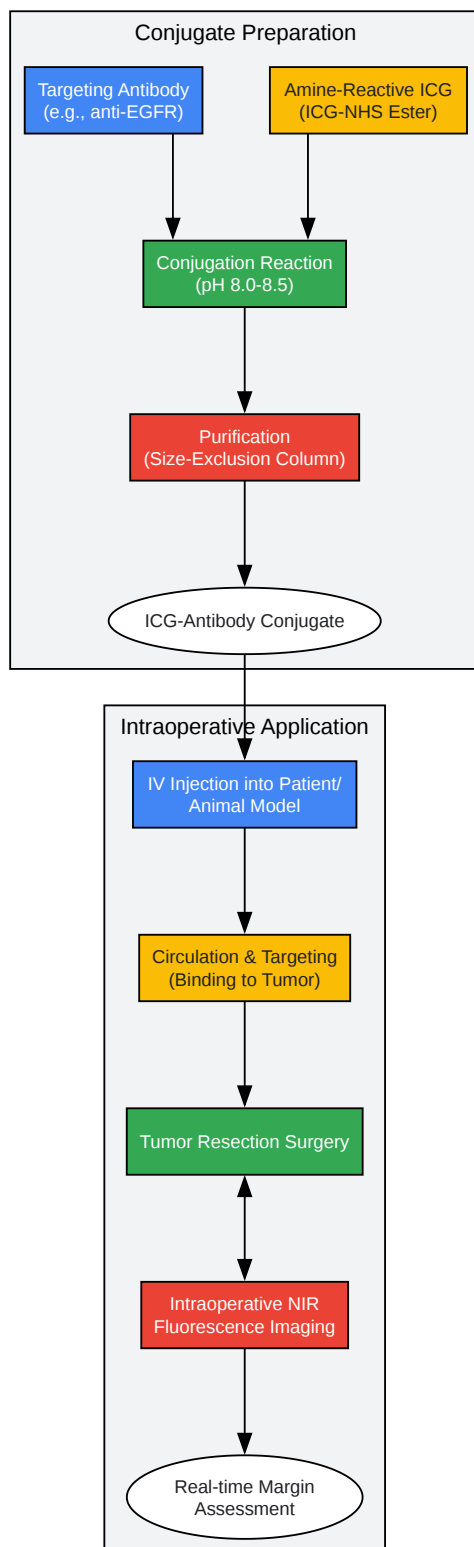 Conjugate Preparation
Targeting Antibody
(e.g., anti-EGFR)
Amine-Reactive ICG
(ICG-NHS Ester)
Conjugation Reaction
(pH 8.0-8.5)
Purification
(Size-Exclusion Column)
ICG-Antibody Conjugate
Intraoperative Application
IV Injection into Patient/
Animal Model
Circulation & Targeting
(Binding to Tumor)
Tumor Resection Surgery
Intraoperative NIR
Fluorescence Imaging
Real-time Margin
Assessment